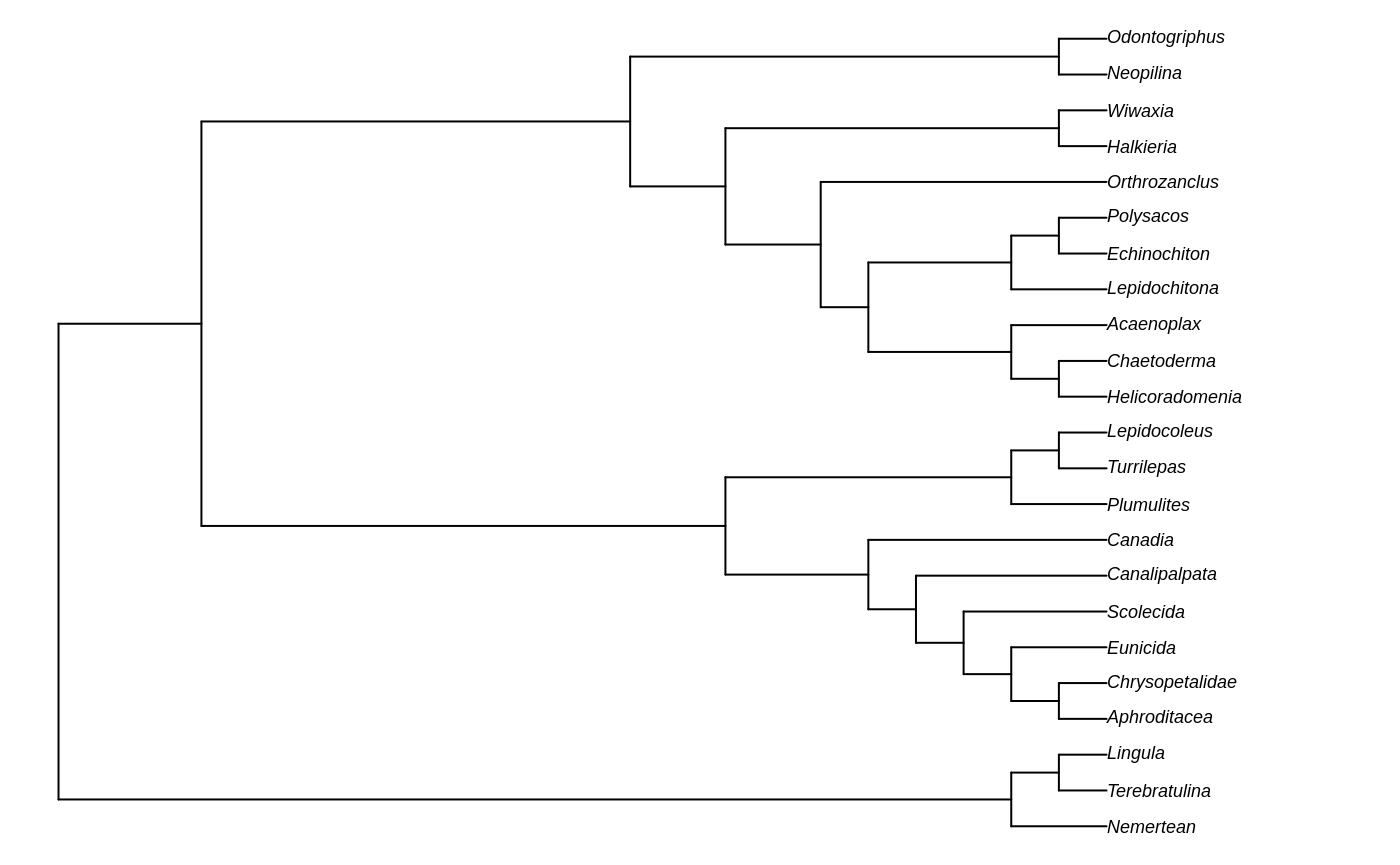 Odontogriphus
Neopilina
Wiwaxia
Halkieria
Orthrozanclus
Polysacos
Echinochiton
Lepidochitona
Acaenoplax
Chaetoderma
Helicoradomenia
Lepidocoleus
Turrilepas
Plumulites
Canadia
Canalipalpata
Scolecida
Eunicida
Chrysopetalidae
Aphroditacea
Lingula
Terebratulina
Nemertean